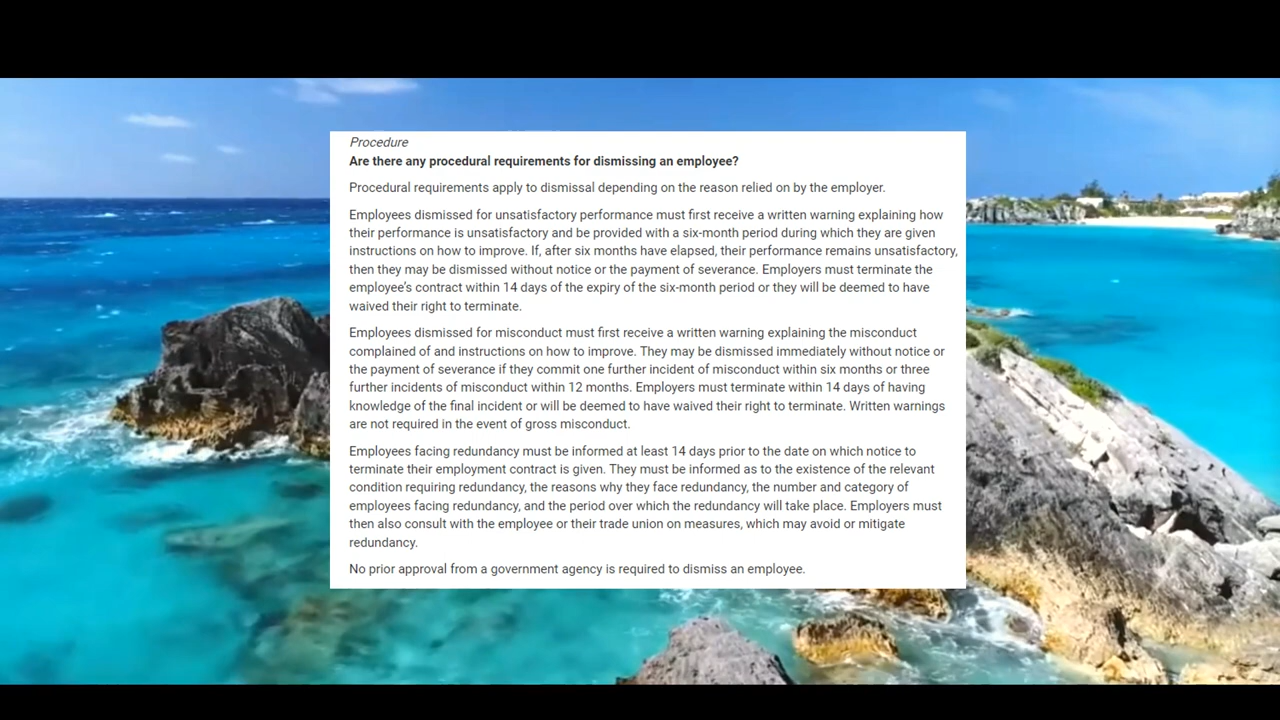 Procedure
Are there any procedural requirements for dismissing an employee?
Procedural requirements apply to dismissal depending on the reason relied on by the employer.
Employees dismissed for unsatisfactory performance must first receive a written warning explaining how
their performance is unsatisfactory and be provided with a six-month period during which they are given
instructions on how to improve. If, after six months have elapsed, their performance remains unsatisfactory,
then they may be dismissed without notice or the payment of severance. Employers must terminate the
employee's contract within 14 days of the expiry of the six-month period or they will be deemed to have
waived their right to terminate.
Employees dismissed for misconduct must first receive a written warning explaining the misconduct
complained of and instructions on how to improve. They may be dismissed immediately without notice or
the payment of severance if they commit one further incident of misconduct within six months or three
further incidents of misconduct within 12 months. Employers must terminate within 14 days of having
knowledge of the final incident or will be deemed to have waived their right to terminate. Written warnings
are not required in the event of gross misconduct.
Employees facing redundancy must be informed at least 14 days prior to the date on which notice to
terminate their employment contract is given. They must be informed as to the existence of the relevant
condition requiring redundancy, the reasons why they face redundancy, the number and category of
employees facing redundancy, and the period over which the redundancy will take place. Employers must
then also consult with the employee or their trade union on measures, which may avoid or mitigate
redundancy.
No prior approval from a government agency is required to dismiss an employee.